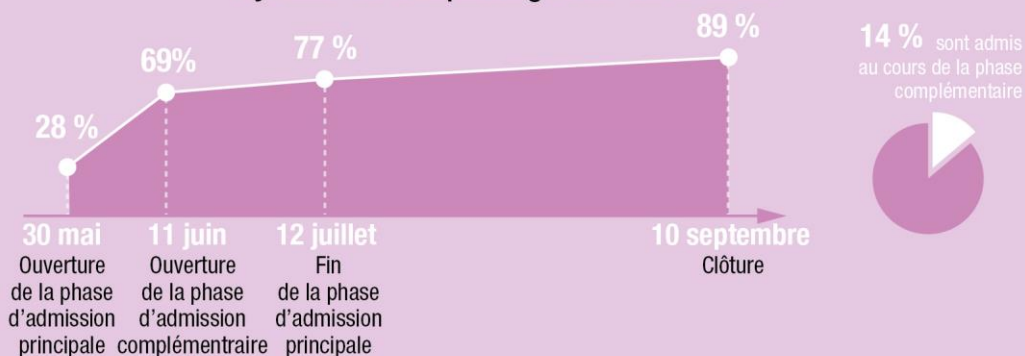 28 %
69%
77 %
89 %
30 mai
Ouverture
de la phase
d'admission
principale
11 juin
Ouverture
de la phase
d'admission
complémentraire
12 juillet
Fin
de la phase
d'admission
principale
10 septembre
Clôture
14 % sont admis
au cours de la phase
complémentaire